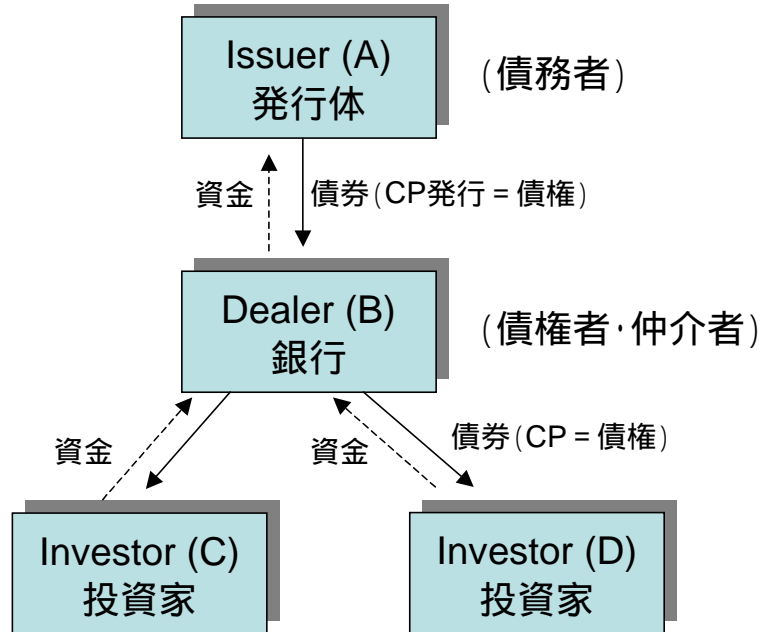 Issuer (A)
発行体
(債務者)
資金
債券(CP発行 = 債権)
Dealer (B)
銀行
(債権者・仲介者)
資金
資金
債券(CP = 債権)
Investor (C)
投資家
Investor (D)
投資家